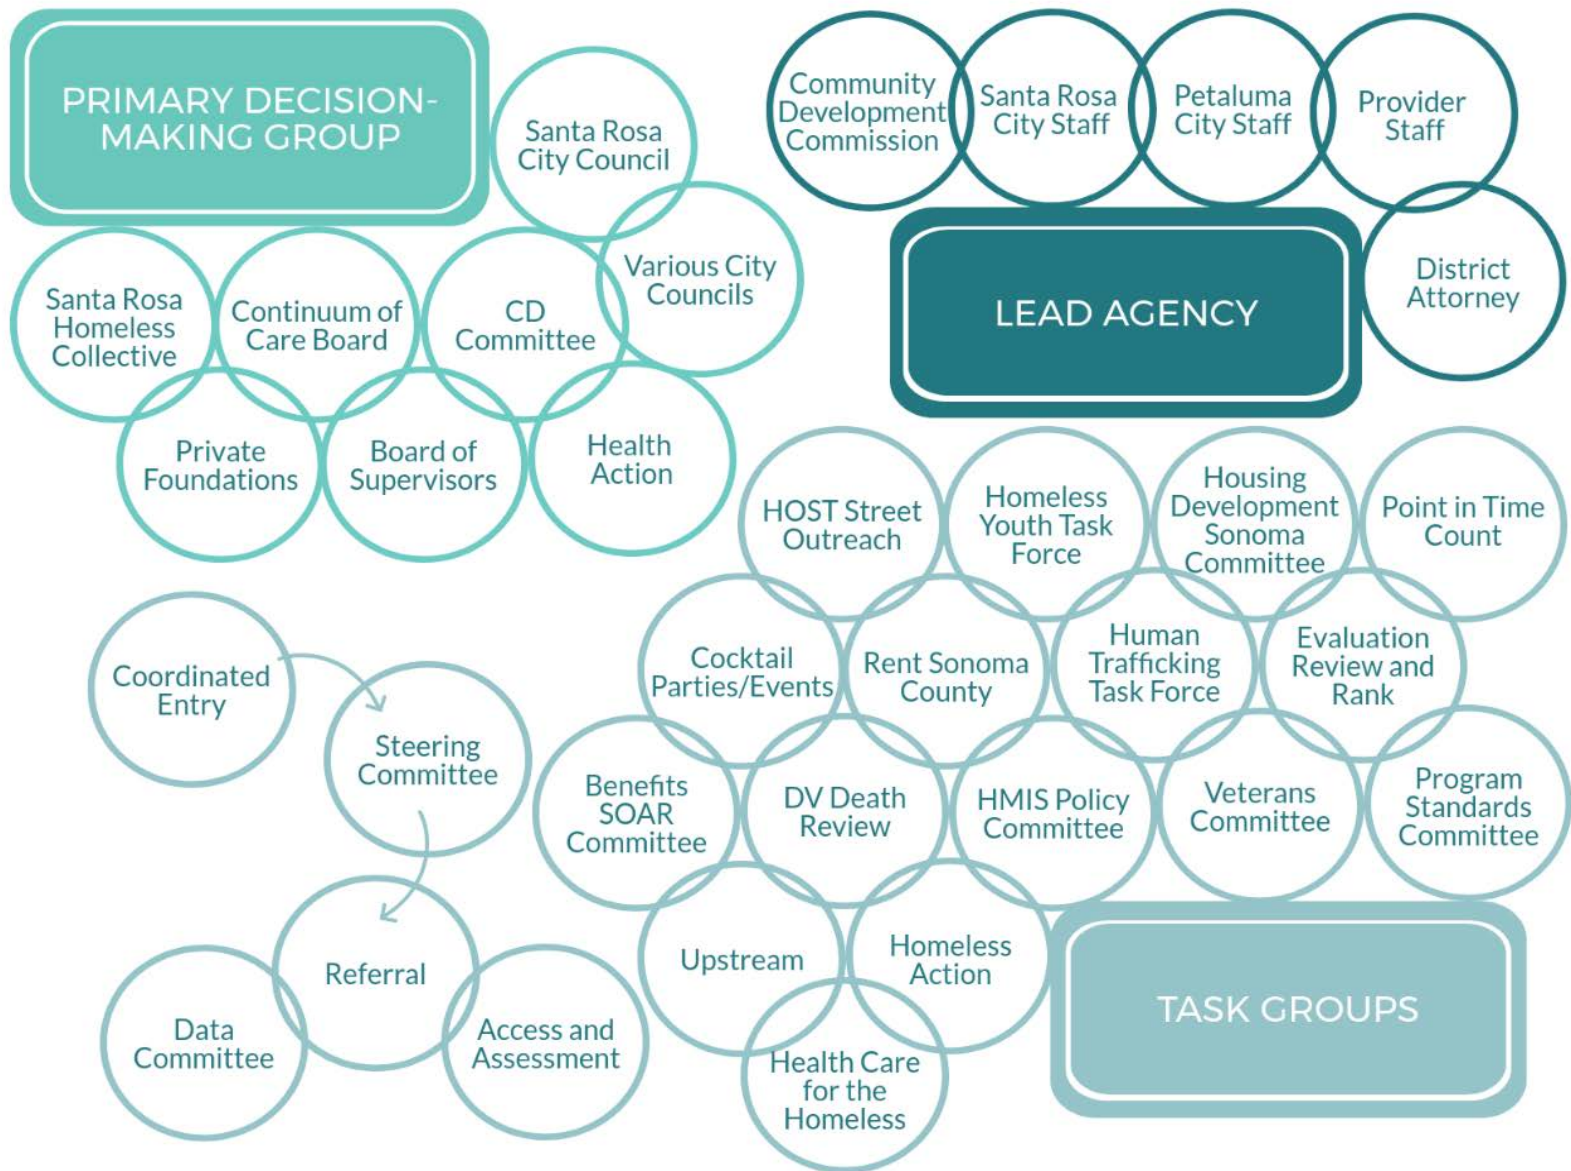 PRIMARY DECISION-
MAKING GROUP
Santa Rosa
City Council
Various City
Councils
Santa Rosa
Homeless
Collective
Continuum of
Care Board
CD
Committee
Private
Foundations
Board of
Supervisors
Health
Action
Community
Development
Commission
Santa Rosa
City Staff
Petaluma
City Staff
Provider
Staff
District
Attorney
LEAD AGENCY
HOST Street
Outreach
Homeless
Youth Task
Force
Housing
Development
Sonoma
Committee
Point in Time
Count
Cocktail
Parties/Events
Rent Sonoma
County
Human
Trafficking
Task Force
Evaluation
Review and
Rank
Benefits
SOAR
Committee
DV Death
Review
HMIS Policy
Committee
Veterans
Committee
Program
Standards
Committee
Upstream
Homeless
Action
Health Care
for the
Homeless
TASK GROUPS
Coordinated
Entry
Steering
Committee
Referral
Data
Committee
Access and
Assessment